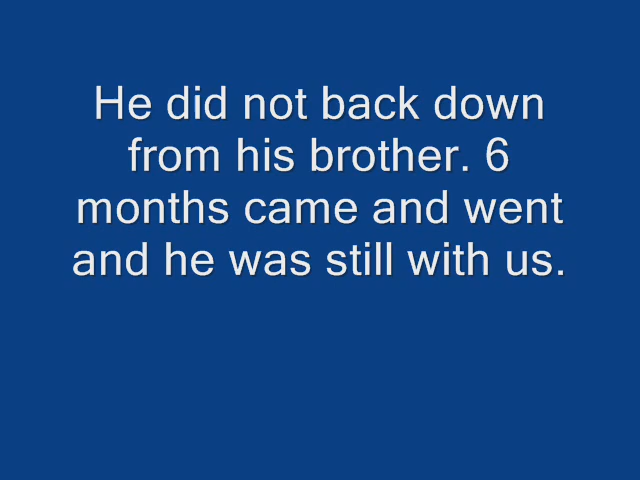 He did not back down
from his brother. 6
months came and went
and he was still with us.